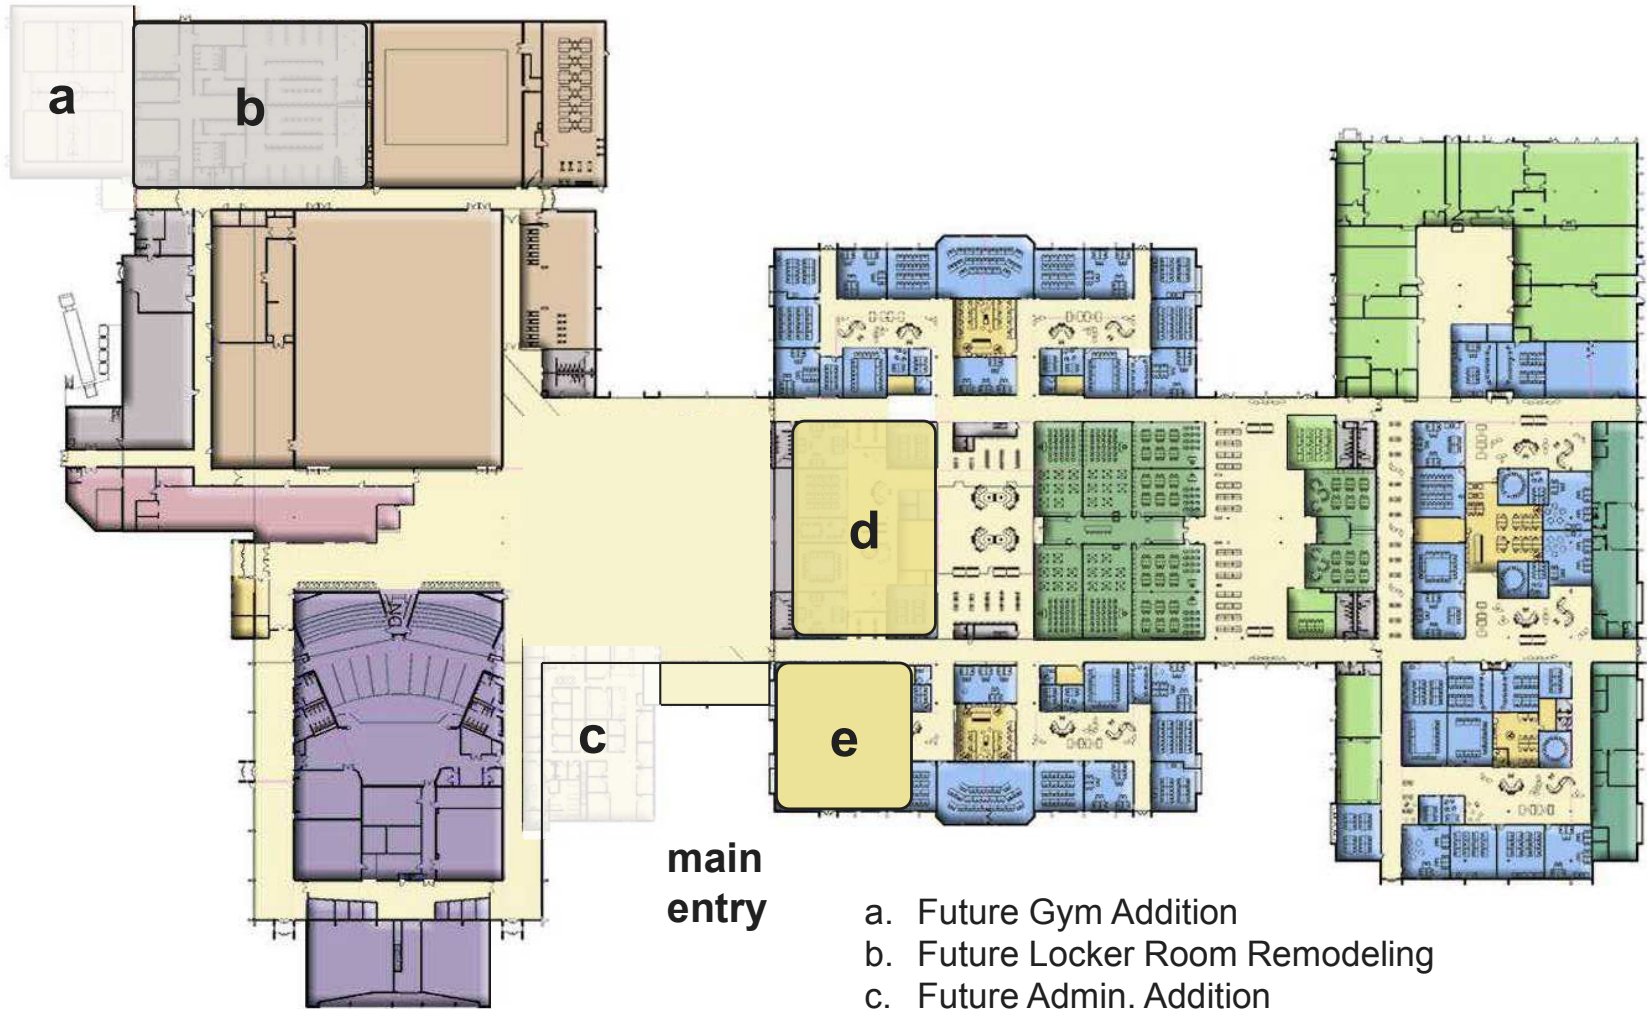 a
b
d
c
e
main
entry
a. Future Gym Addition
b. Future Locker Room Remodeling
c. Future Admin. Addition